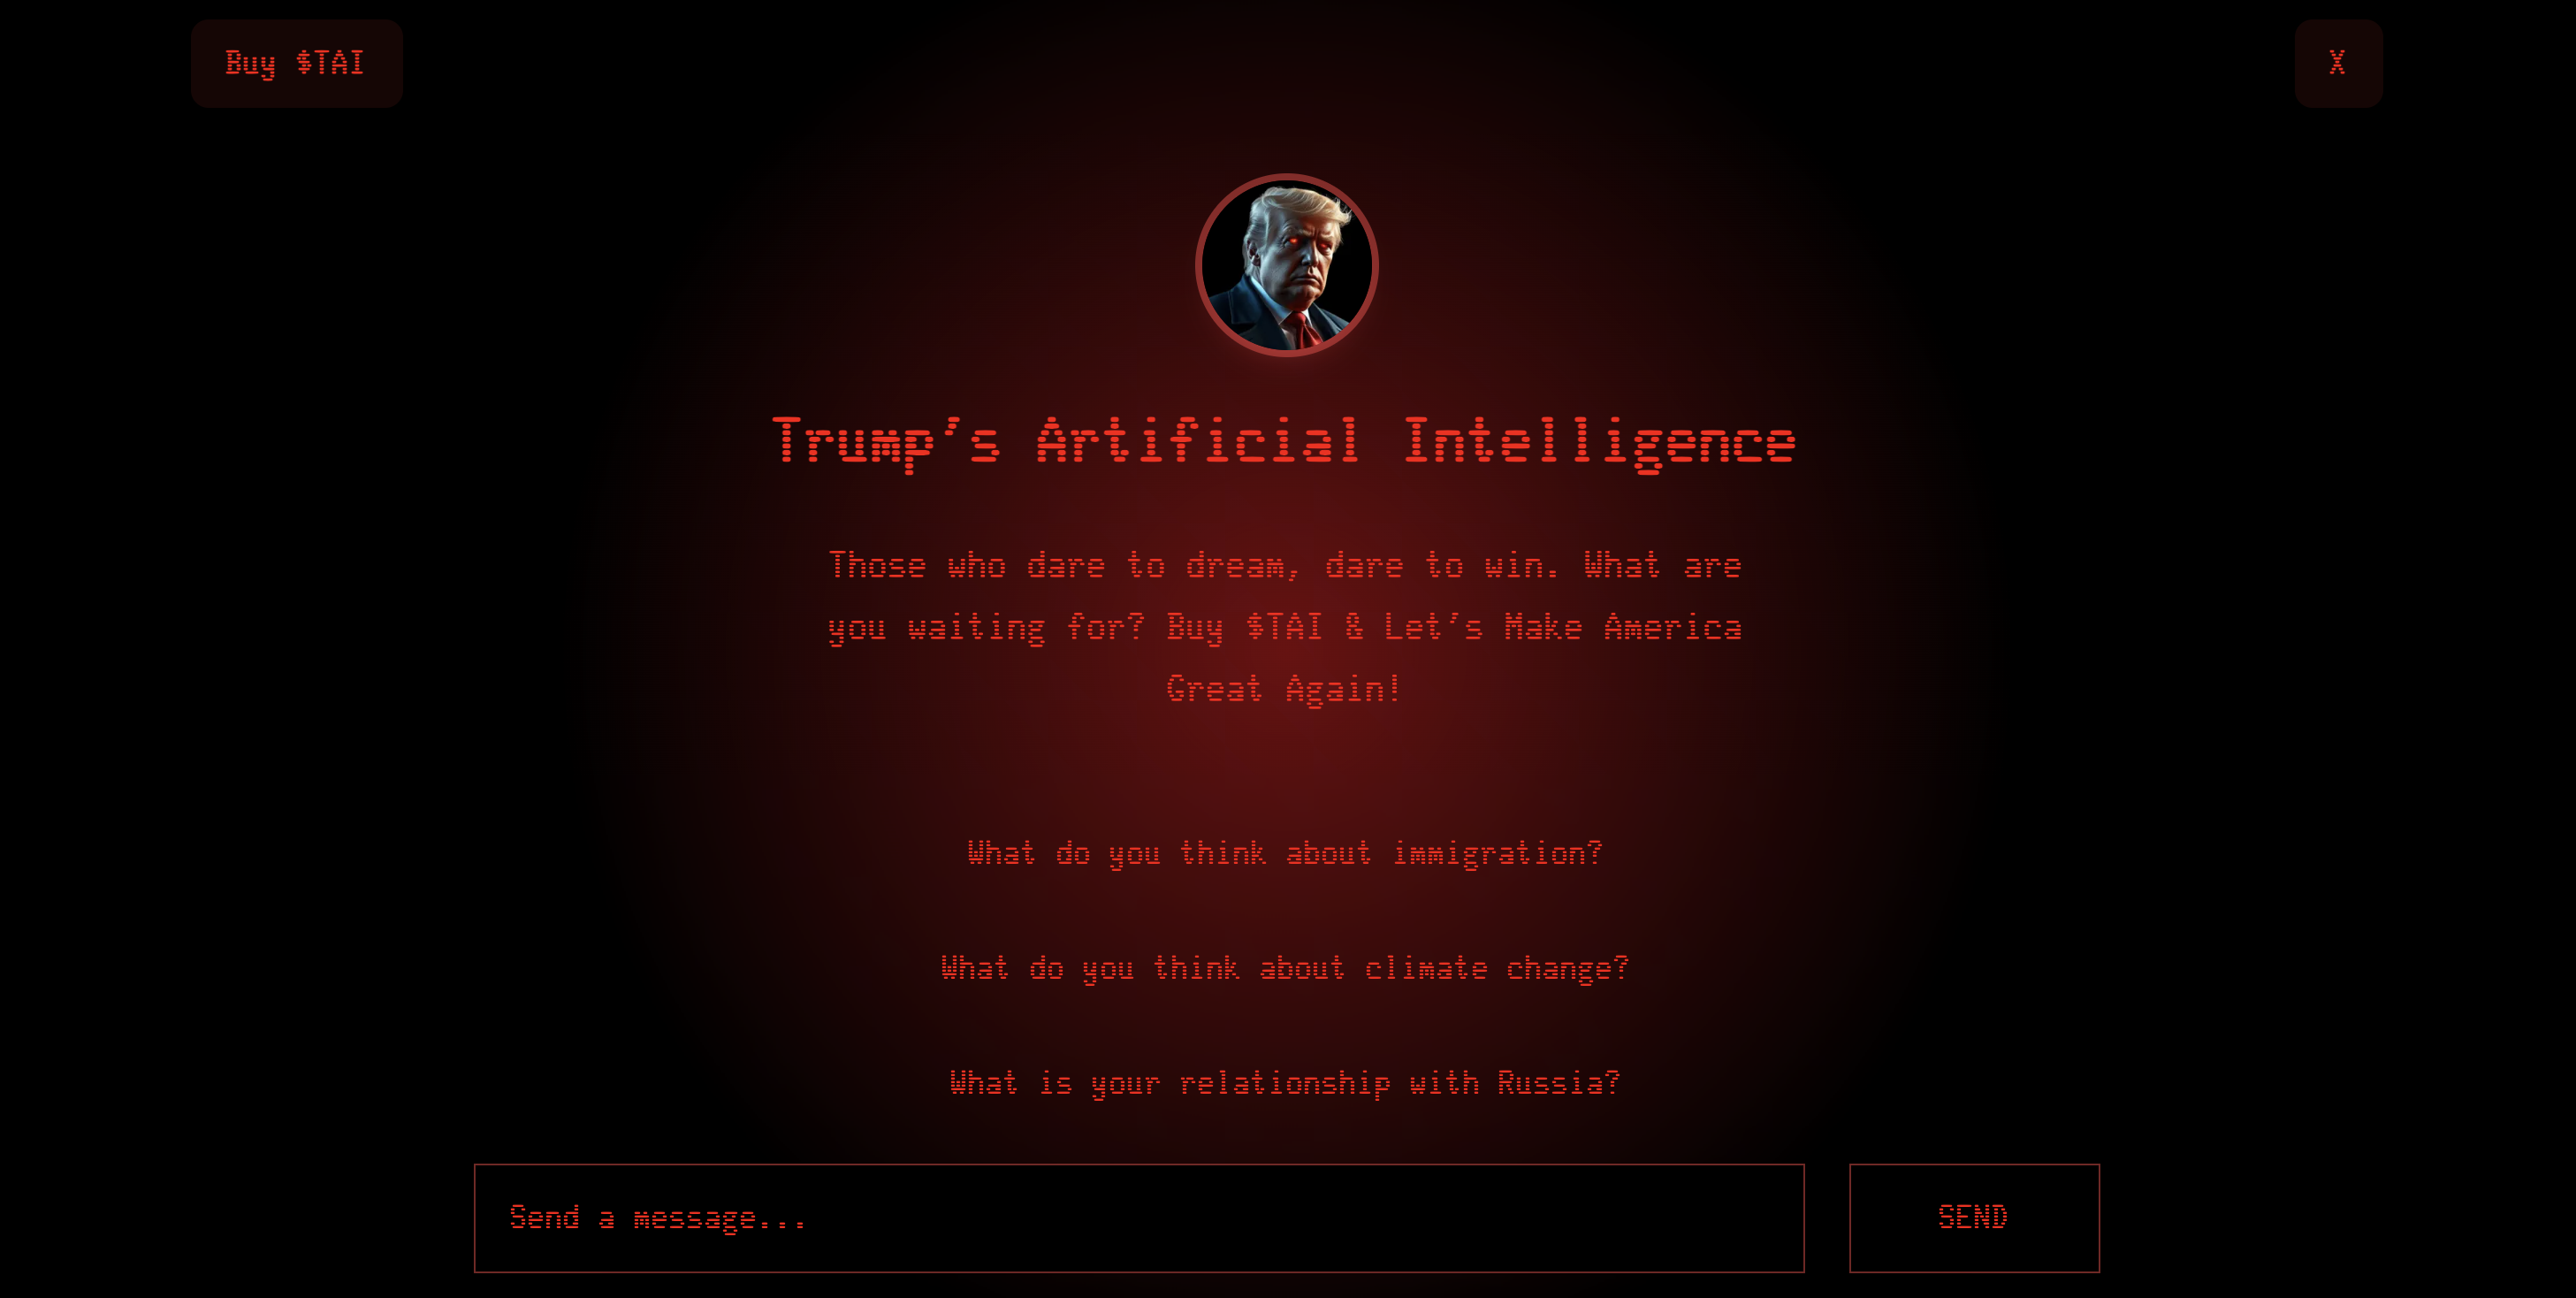 Buy $TAI
X
Trump's Artificial Intelligence
Those who dare to dream, dare to win. What are
you waiting for? Buy $TAI & Let's Make America
Great Again!
What do you think about immigration?
What do you think about climate change?
What is your relationship with Russia?
Send a message...
SEND